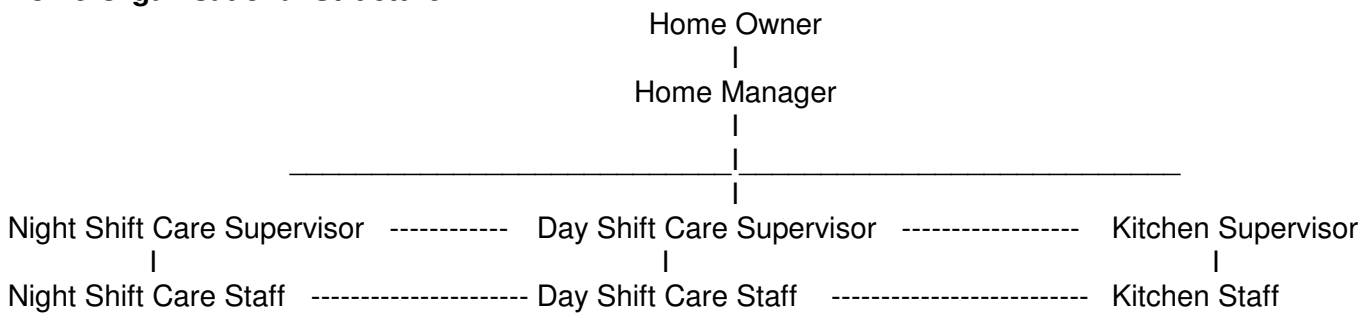 Home Owner
Home Manager
Night Shift Care Supervisor ------------ Day Shift Care Supervisor ------------------ Kitchen Supervisor
Night Shift Care Staff ---------------------- Day Shift Care Staff -------------------------- Kitchen Staff